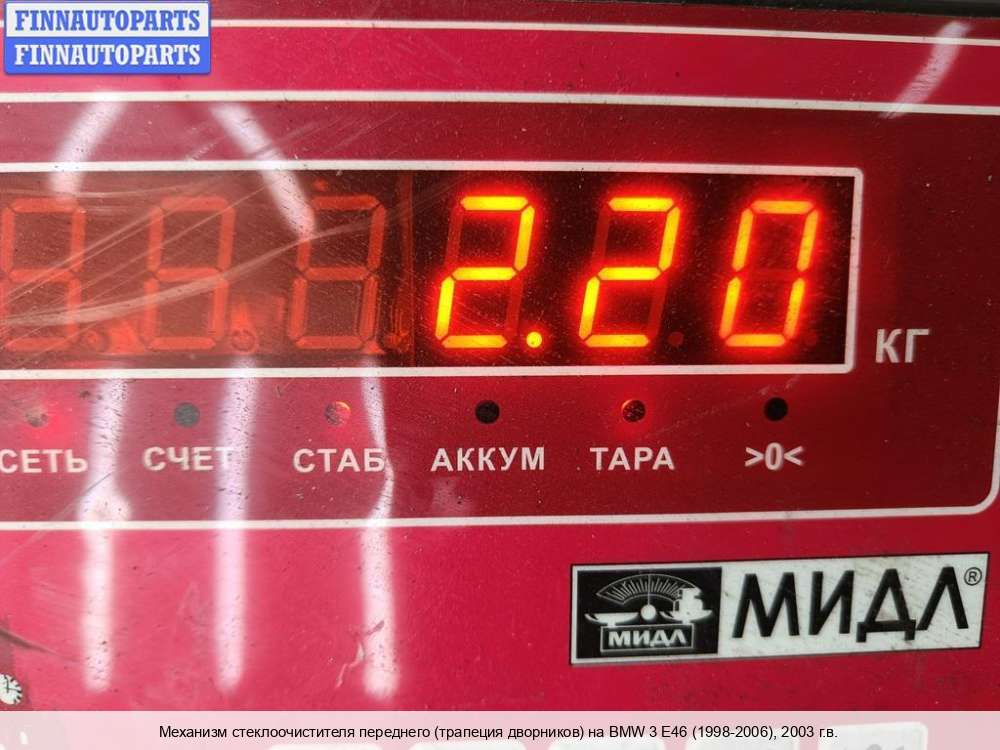 FINNAUTOPARTS
FINNAUTOPARTS
2.20
КГ
СЕТЬ СЧЕТ СТАБ АККУМ ТАРА >0<
МИДЛ МИДЛ®
Механизм стеклоочистителя переднего (трапеция дворников) на BMW 3 E46 (1998-2006), 2003 г.в.